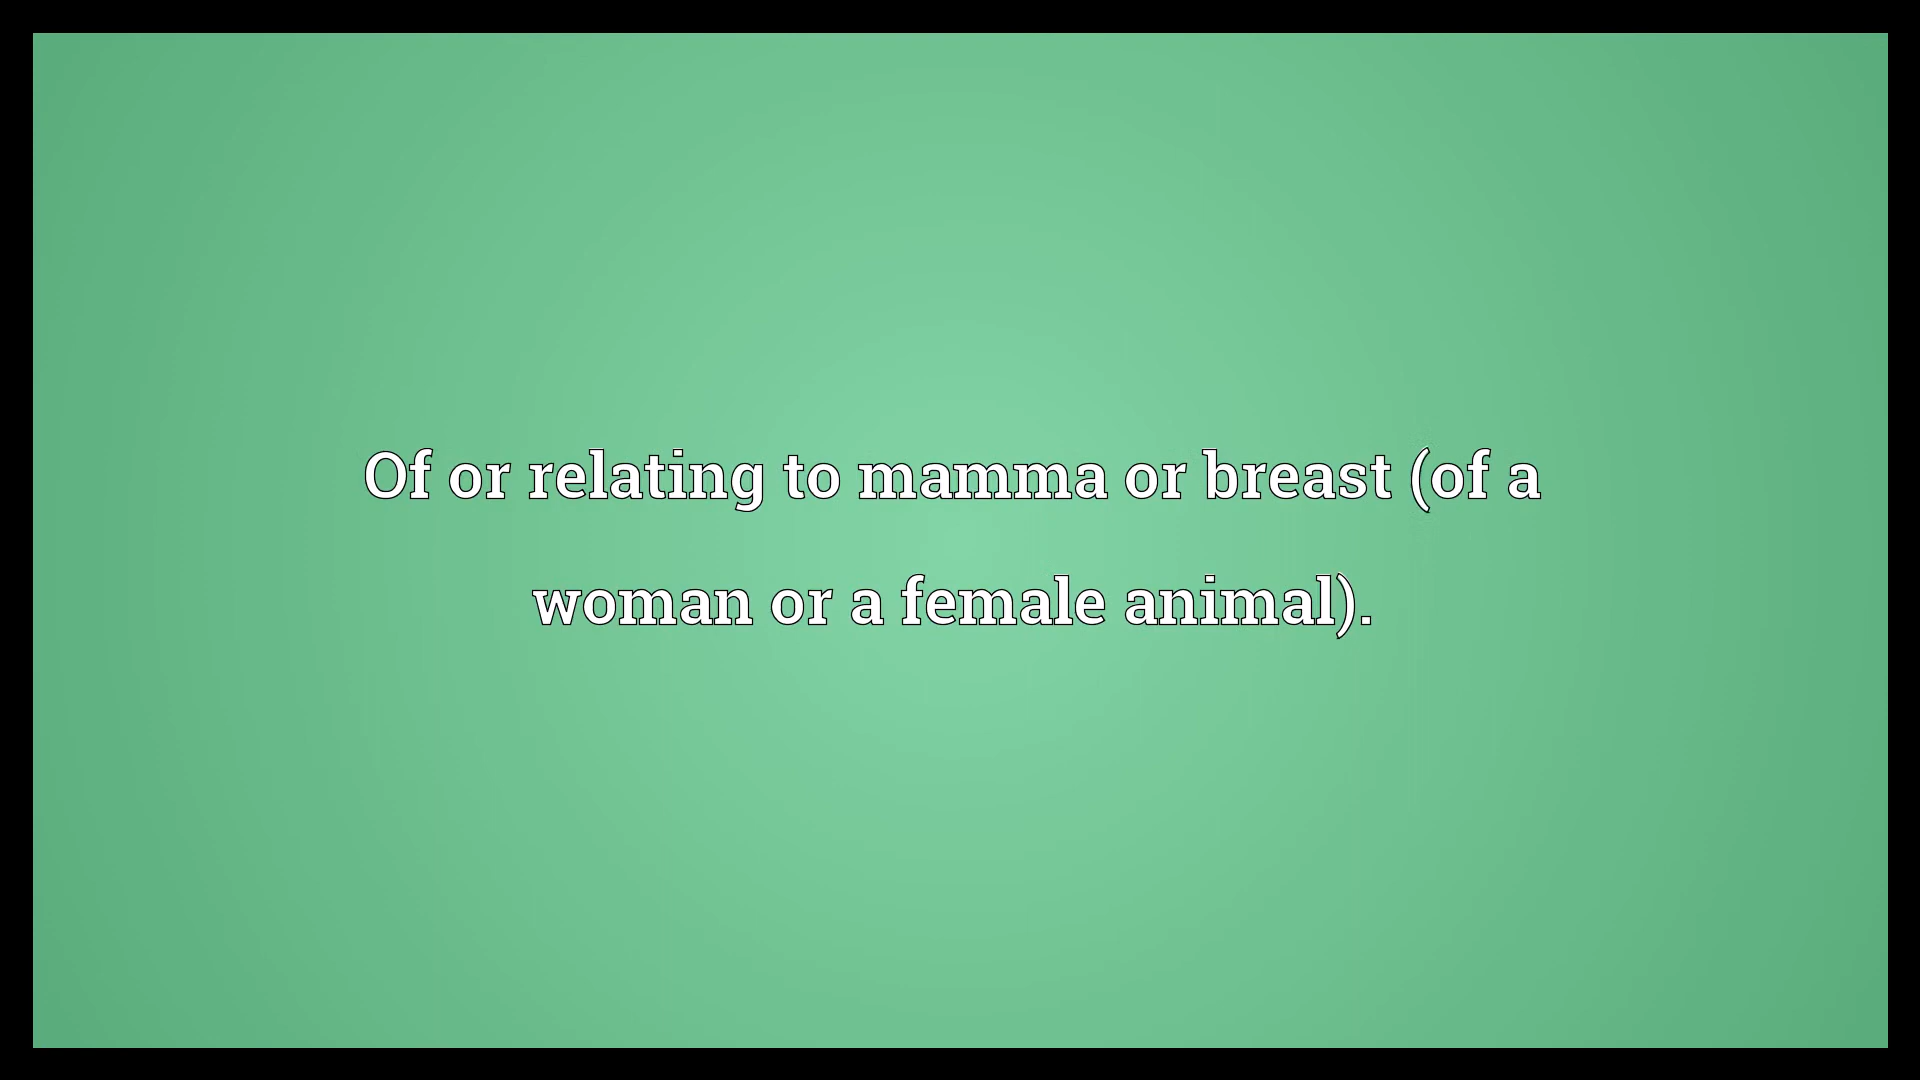 Of or relating to mamma or breast (of a
woman or a female animal).